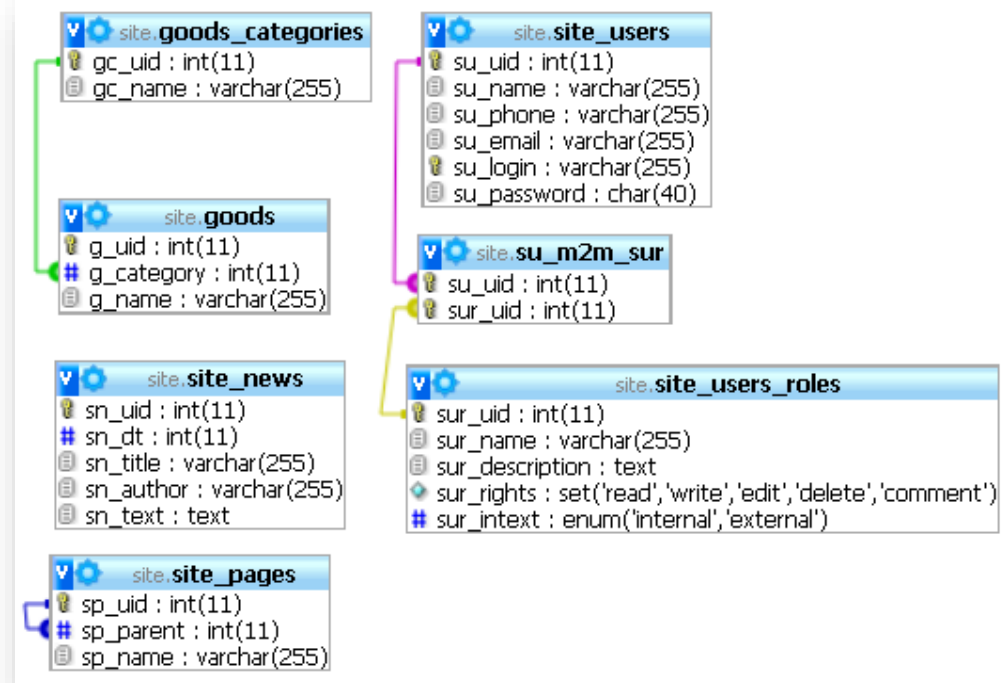 site.goods_categories
gc_uid : int(11)
gc_name : varchar(255)
site.goods
g_uid : int(11)
# g_category : int(11)
g_name : varchar(255)
site.site_news
sn_uid : int(11)
# sn_dt : int(11)
sn_title : varchar(255)
sn_author : varchar(255)
sn_text : text
site.site_pages
sp_uid : int(11)
# sp_parent : int(11)
sp_name : varchar(255)
site.site_users
su_uid : int(11)
su_name : varchar(255)
su_phone : varchar(255)
su_email : varchar(255)
su_login : varchar(255)
su_password : char(40)
site.su_m2m_sur
su_uid : int(11)
sur_uid : int(11)
site.site_users_roles
sur_uid : int(11)
sur_name : varchar(255)
sur_description : text
sur_rights : set('read','write','edit','delete','comment')
# sur_intext : enum('internal','external')